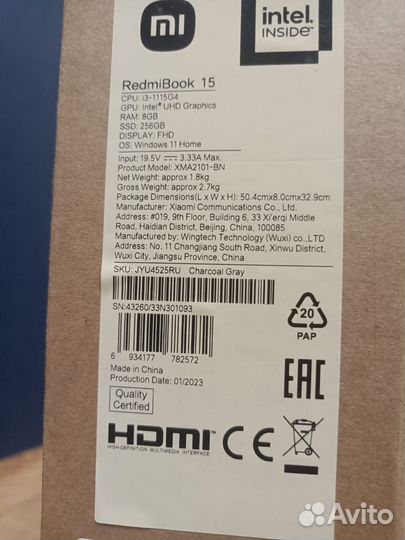 mi
intel.
INSIDE™
RedmiBook 15
CPU: i3-1115G4
GPU: Intel® UHD Graphics
RAM: 8GB
SSD: 256GB
DISPLAY: FHD
OS: Windows 11 Home
Input: 19.5V⎓3.33A Max.
Product Model: XMA2101-BN
Net Weight: approx 1.8kg
Gross Weight: approx 2.7kg
Package Dimensions(L x W x H): 50.4cmx8.0cmx32.9cm
Manufacturer: Xiaomi Communications Co., Ltd.
Address: #019, 9th Floor, Building 6, 33 Xi'erqi Middle
Road, Haidian District, Beijing, China, 100085
Manufacturer: Wingtech Technology (Wuxi) co.,LTD
Address: No. 11 Changjiang South Road, Xinwu District,
Wuxi City, Jiangsu Province, China
SKU: JYU4525RU Charcoal Gray
SN:43260/33N301093
6 934177 782572
20
PAP
Made in China
Production Date: 01/2023
Quality
Certified
EAC
HDMI™
HIGH-DEFINITION MULTIMEDIA INTERFACE
CE
Avito